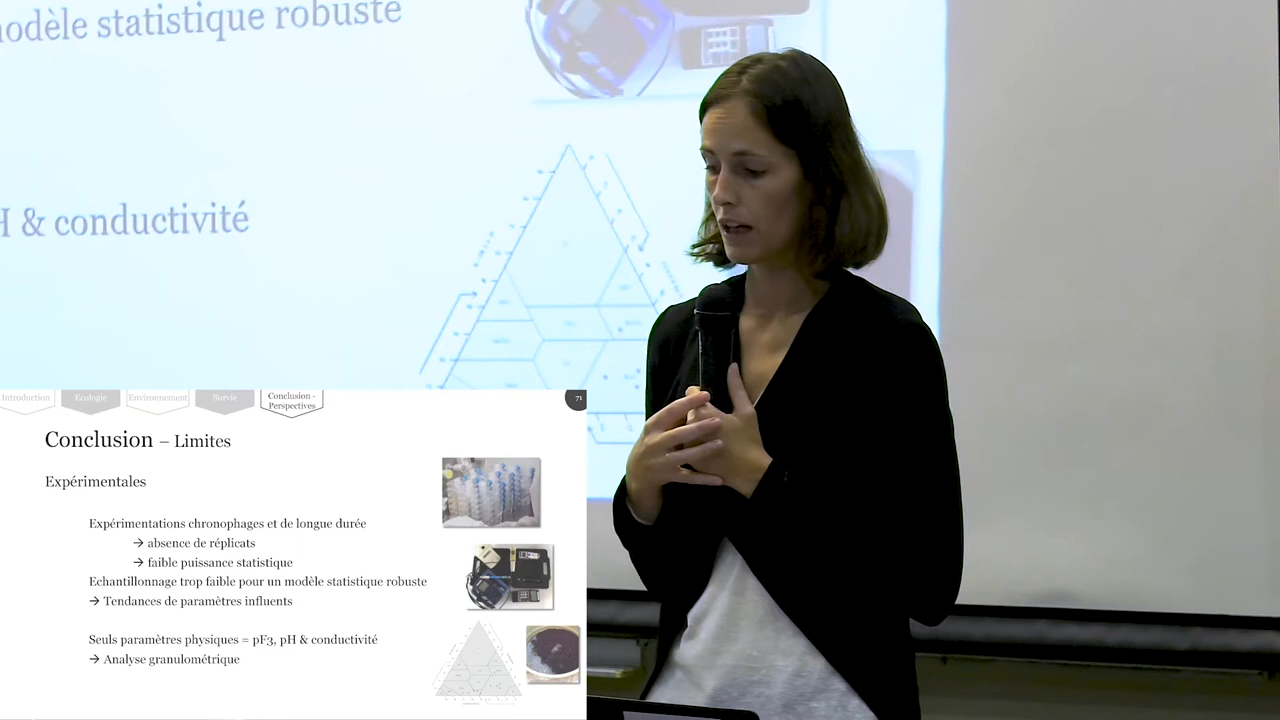 odèle statistique robuste
H & conductivité
Introduction
Ecologie
Environnement
Survie
Conclusion -
Perspectives
71
Conclusion – Limites
Expérimentales
Expérimentations chronophages et de longue durée
→ absence de réplicats
→ faible puissance statistique
Echantillonnage trop faible pour un modèle statistique robuste
→ Tendances de paramètres influents
Seuls paramètres physiques = pF3, pH & conductivité
→ Analyse granulométrique